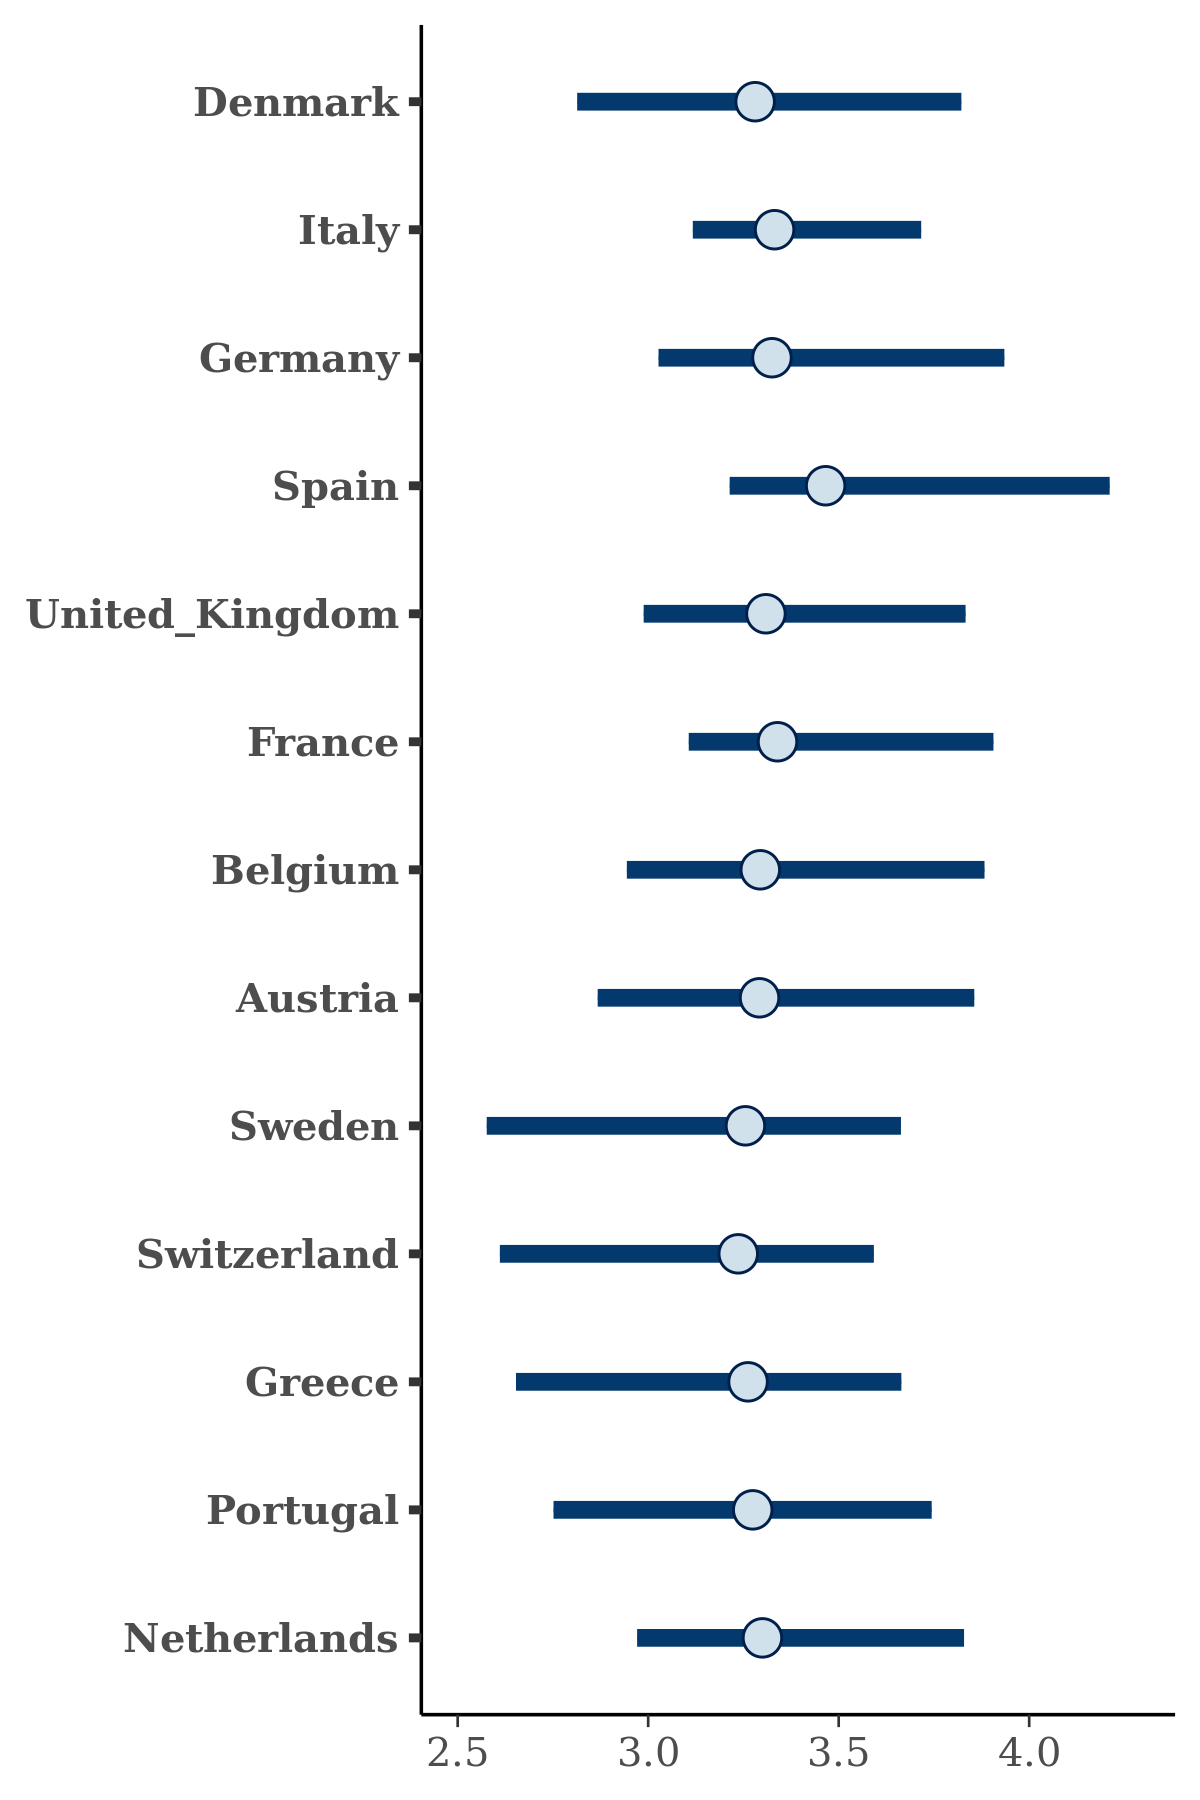 Denmark
Italy
Germany
Spain
United_Kingdom
France
Belgium
Austria
Sweden
Switzerland
Greece
Portugal
Netherlands
2.5 3.0 3.5 4.0